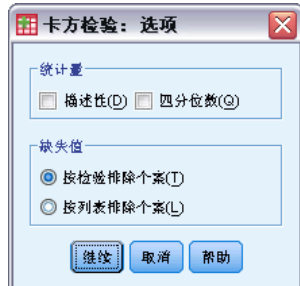 卡方检验：选项
统计量
描述性(D) 四分位数(Q)
缺失值
按检验排除个案(T)
按列表排除个案(L)
继续 取消 帮助